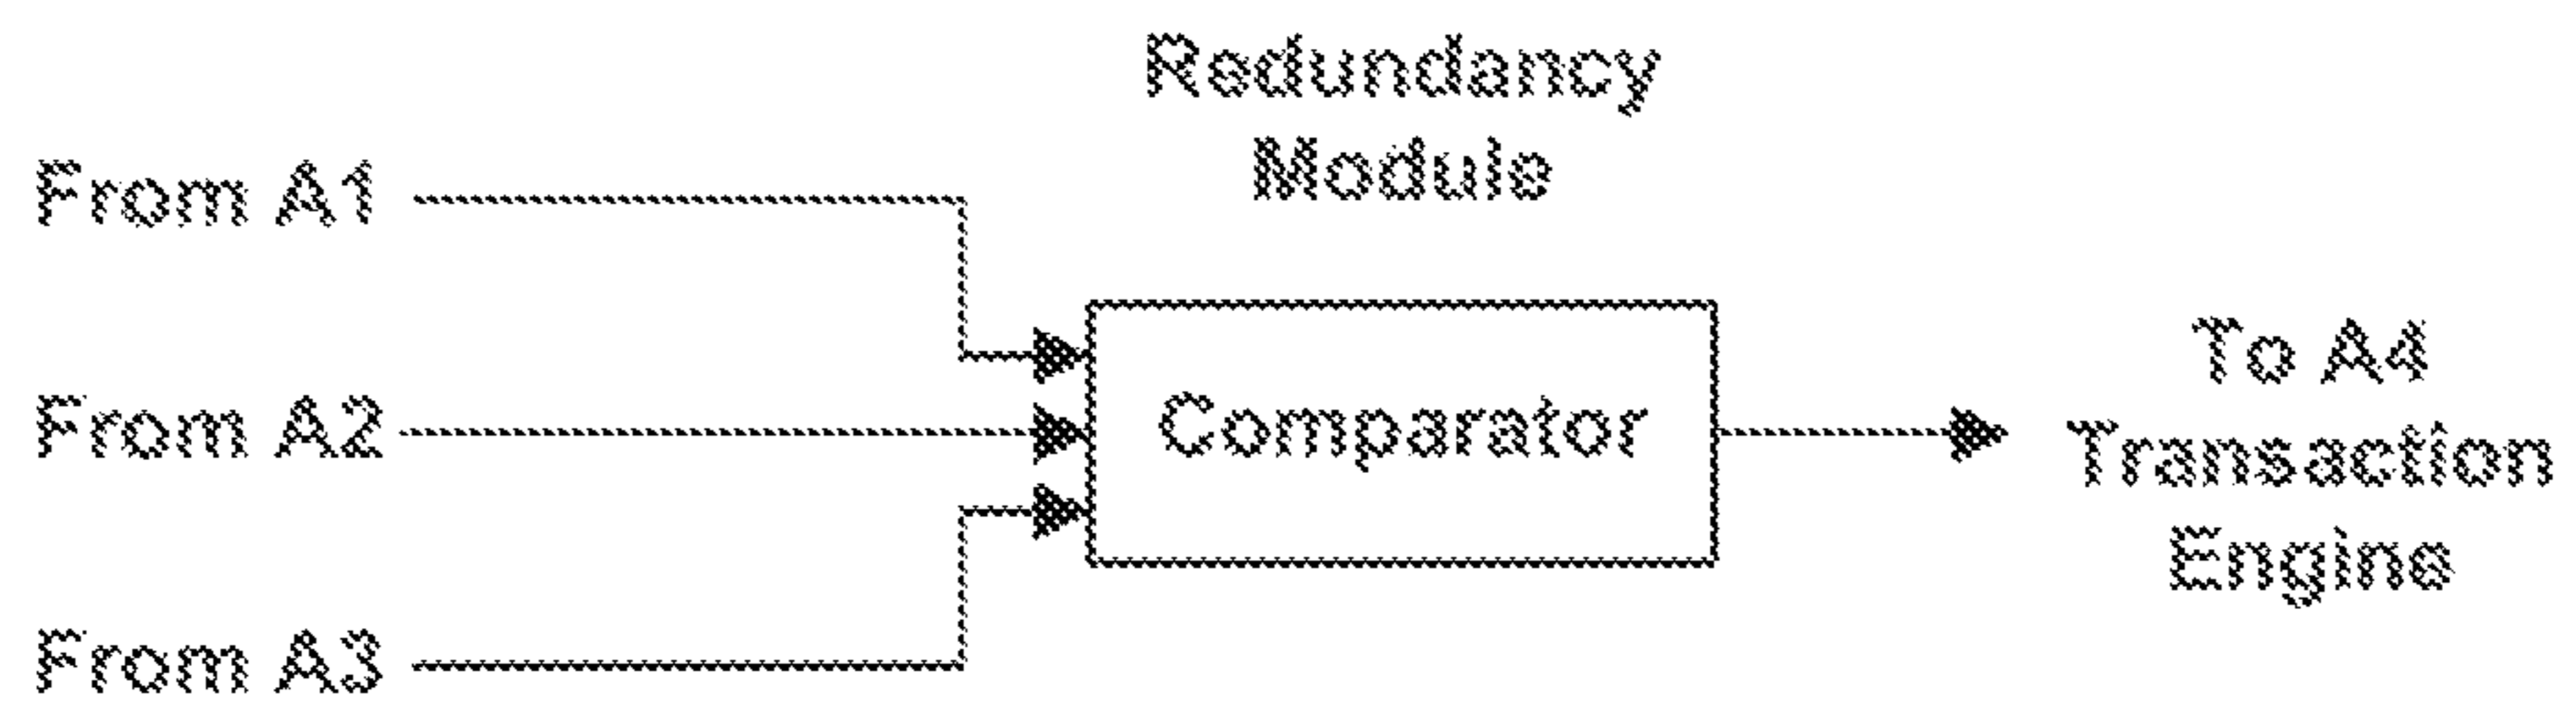 Redundancy
Module
From A1
From A2
From A3
Comparator
To A4
Transaction
Engine